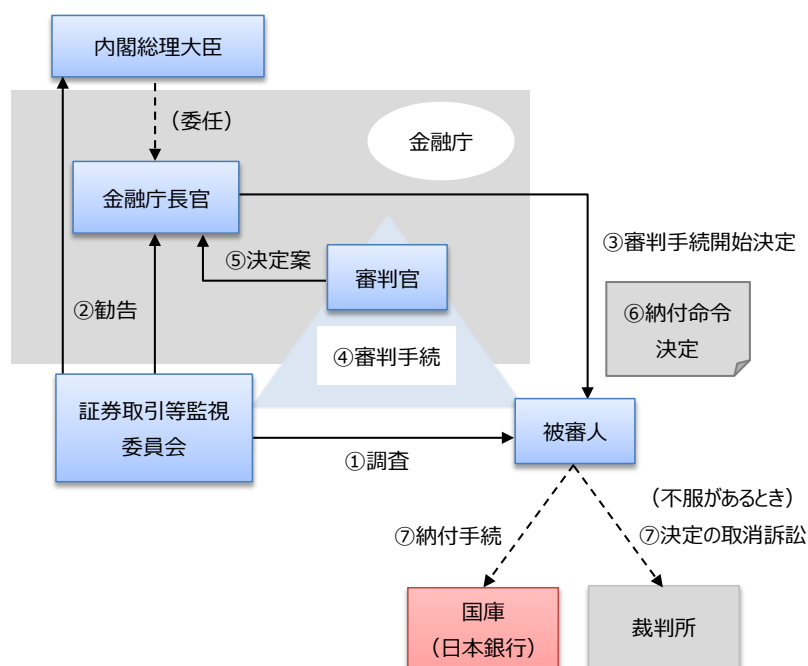 内閣総理大臣
（委任）
金融庁
金融庁長官
③審判手続開始決定
⑤決定案
審判官
②勧告
⑥納付命令
決定
④審判手続
証券取引等監視
委員会
被審人
①調査
（不服があるとき）
⑦納付手続
⑦決定の取消訴訟
国庫
（日本銀行）
裁判所